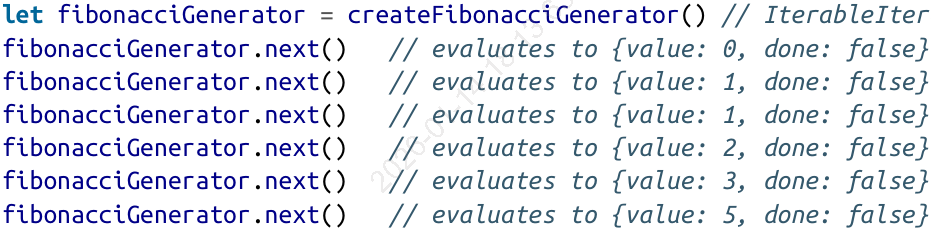 let fibonacciGenerator = createFibonacciGenerator() // IterableIter
fibonacciGenerator.next()   // evaluates to {value: 0, done: false}
fibonacciGenerator.next()   // evaluates to {value: 1, done: false}
fibonacciGenerator.next()   // evaluates to {value: 1, done: false}
fibonacciGenerator.next()   // evaluates to {value: 2, done: false}
fibonacciGenerator.next()   // evaluates to {value: 3, done: false}
fibonacciGenerator.next()   // evaluates to {value: 5, done: false}